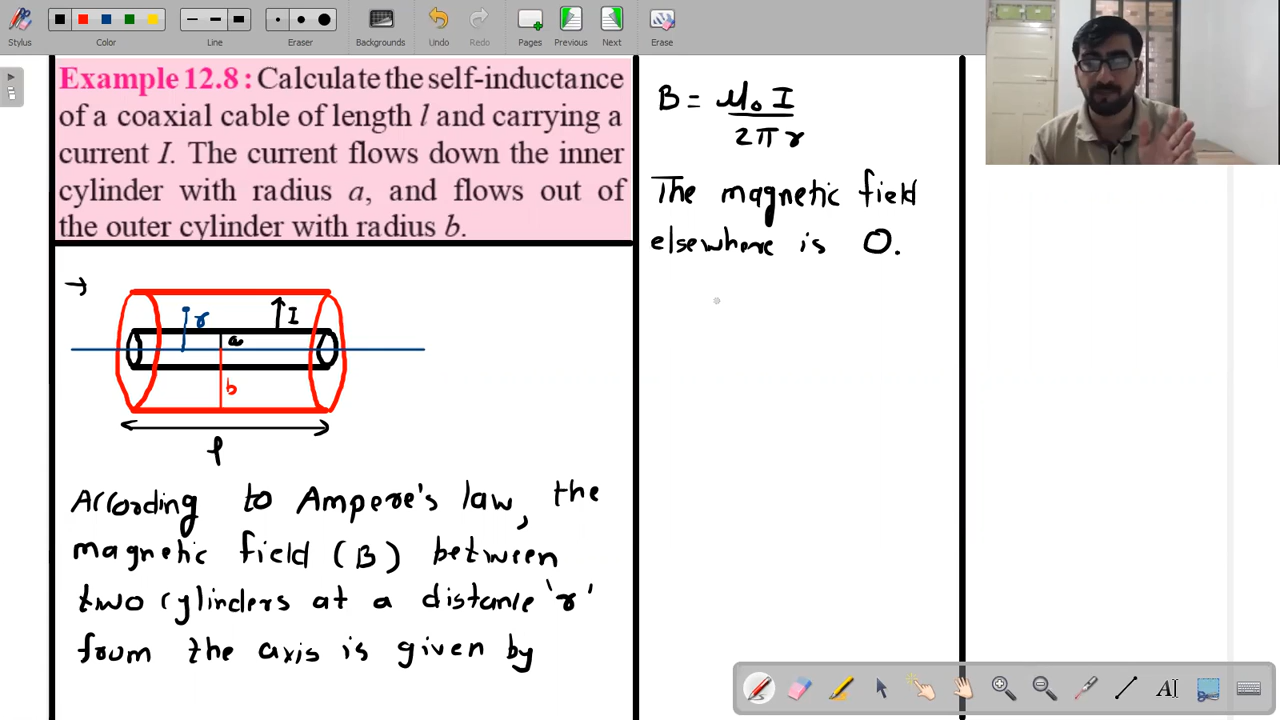 Stylus
Color
Line
Eraser
Backgrounds
Undo
Redo
Pages
Previous
Next
Erase
Example 12.8 : Calculate the self-inductance
of a coaxial cable of length l and carrying a
current I. The current flows down the inner
cylinder with radius a, and flows out of
the outer cylinder with radius b.
→
r
I
a
b
l
According to Ampere's law, the
magnetic field (B) between
two cylinders at a distance 'r'
from the axis is given by
B = μ₀ I
2πr
The magnetic field
elsewhere is 0.
AI